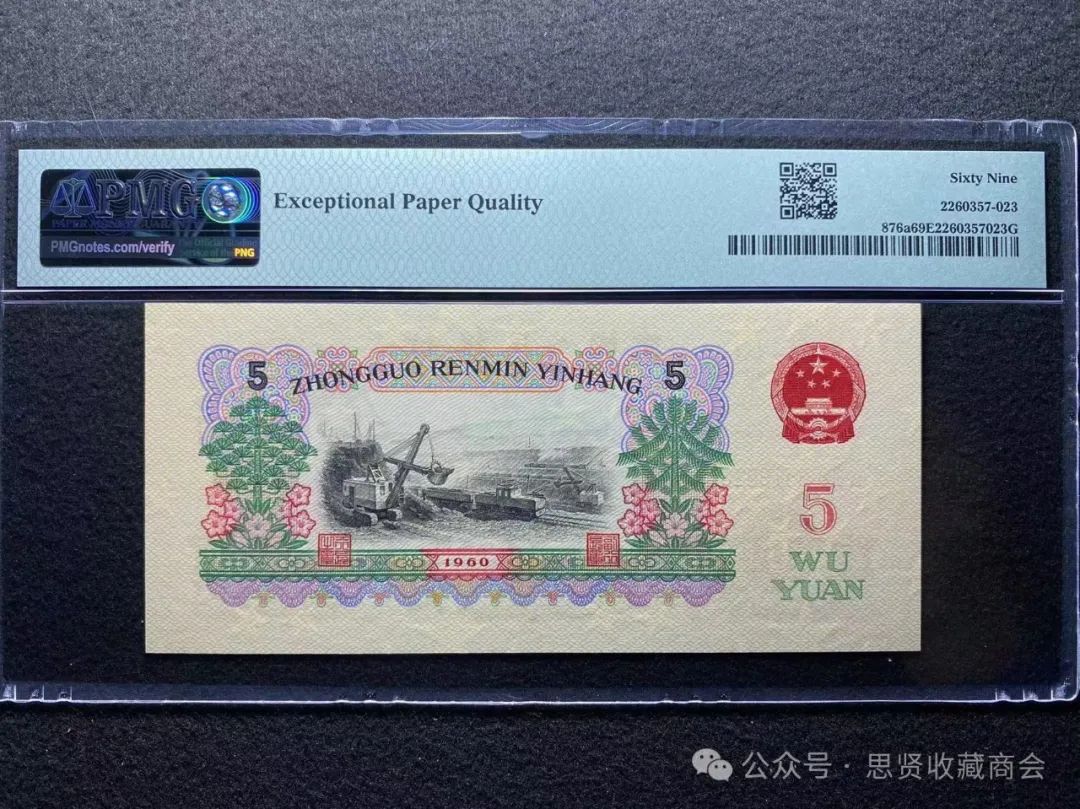 PMG
PMGnotes.com/verify
PNG
Exceptional Paper Quality
Sixty Nine
2260357-023
876a69E2260357023G
5
ZHONGGUO RENMIN YINHANG
5
1960
5
WU
YUAN
公众号·思贤收藏商会